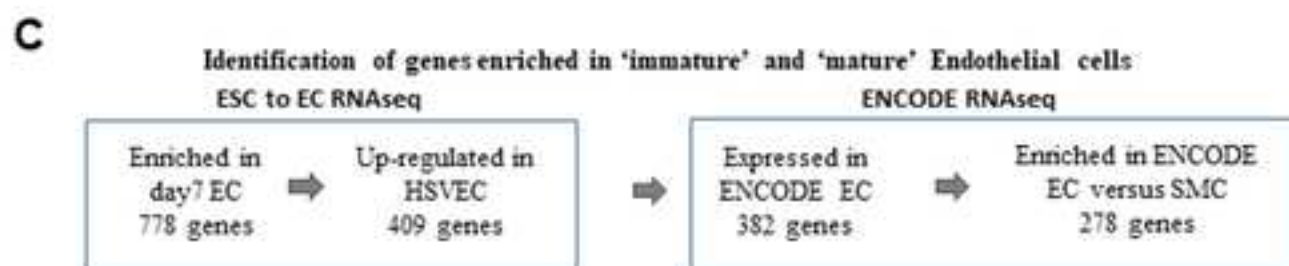 C
Identification of genes enriched in 'immature' and 'mature' Endothelial cells
ESC to EC RNAseq
ENCODE RNAseq
Enriched in
day7 EC
778 genes
Up-regulated in
HSVEC
409 genes
Expressed in
ENCODE EC
382 genes
Enriched in ENCODE
EC versus SMC
278 genes